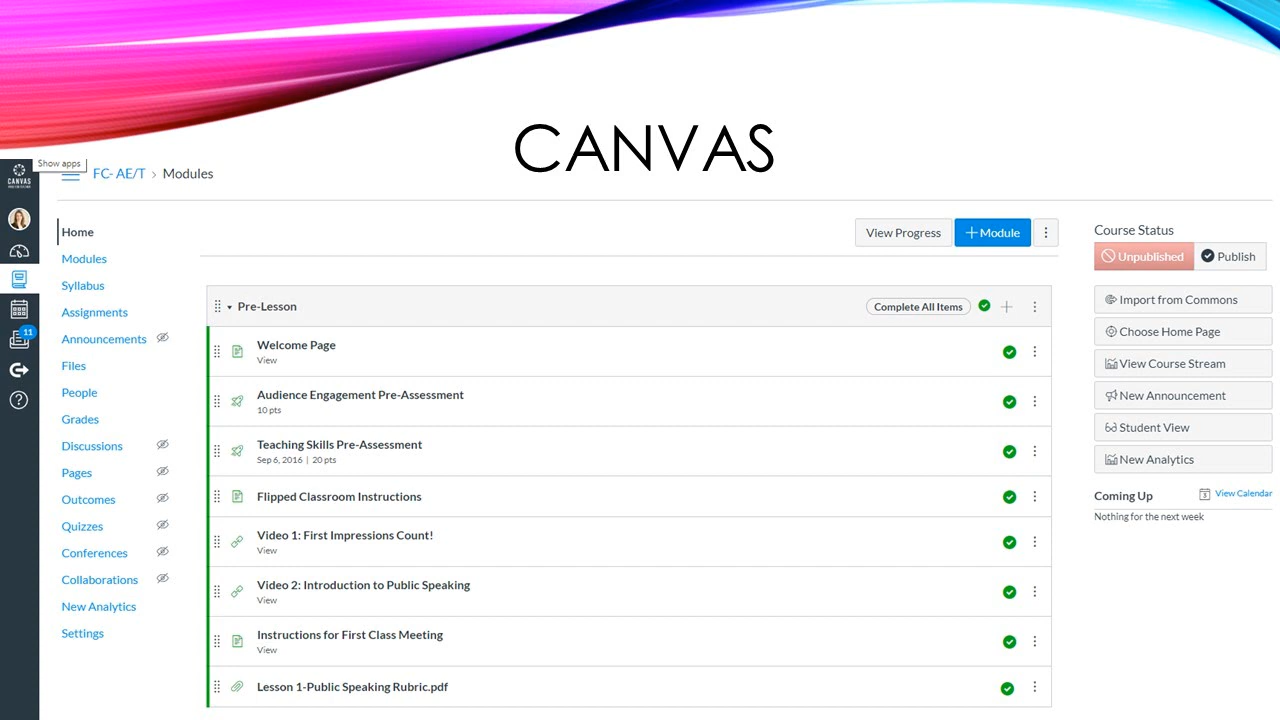 CANVAS
Show apps
CANVAS
FC- AE/T › Modules
Home
Modules
Syllabus
Assignments
Announcements
Files
People
Grades
Discussions
Pages
Outcomes
Quizzes
Conferences
Collaborations
New Analytics
Settings
11
View Progress
+ Module
Pre-Lesson
Complete All Items
Welcome Page
View
Audience Engagement Pre-Assessment
10 pts
Teaching Skills Pre-Assessment
Sep 6, 2016 | 20 pts
Flipped Classroom Instructions
Video 1: First Impressions Count!
View
Video 2: Introduction to Public Speaking
View
Instructions for First Class Meeting
View
Lesson 1-Public Speaking Rubric.pdf
Course Status
Unpublished
Publish
Import from Commons
Choose Home Page
View Course Stream
New Announcement
Student View
New Analytics
Coming Up
View Calendar
Nothing for the next week